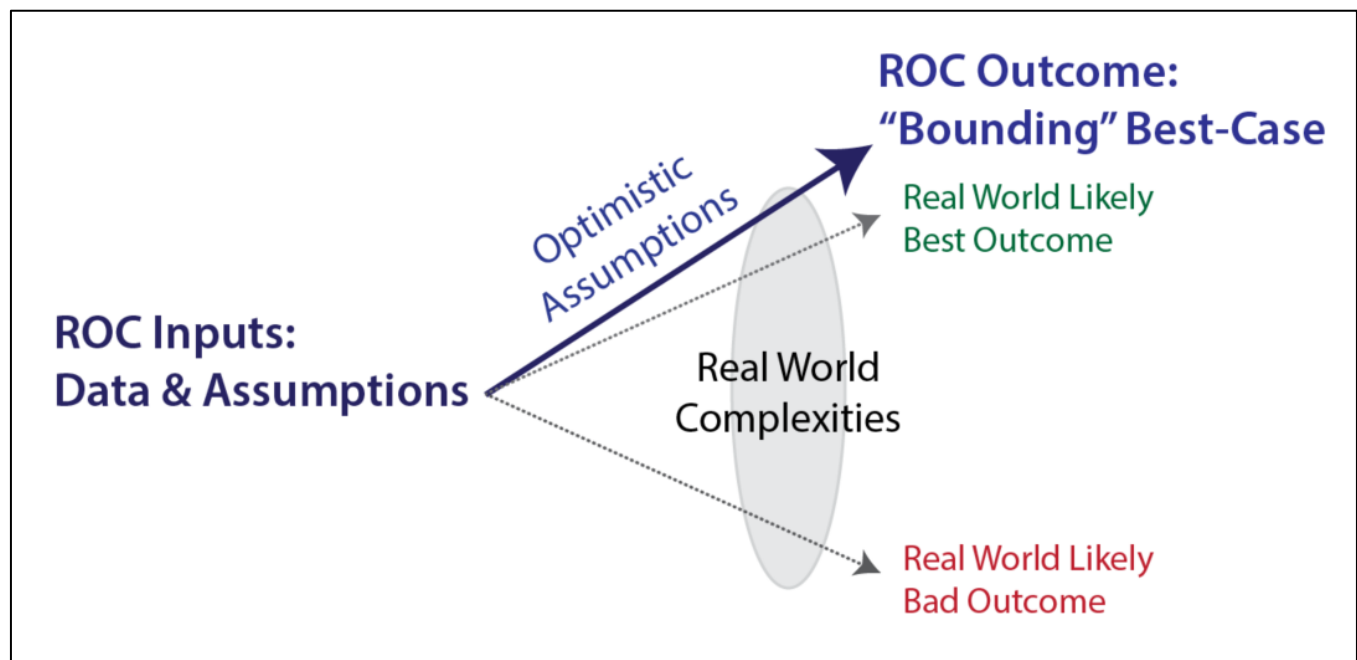 ROC Outcome:
“Bounding” Best-Case
Optimistic
Assumptions
Real World Likely
Best Outcome
ROC Inputs:
Data & Assumptions
Real World
Complexities
Real World Likely
Bad Outcome